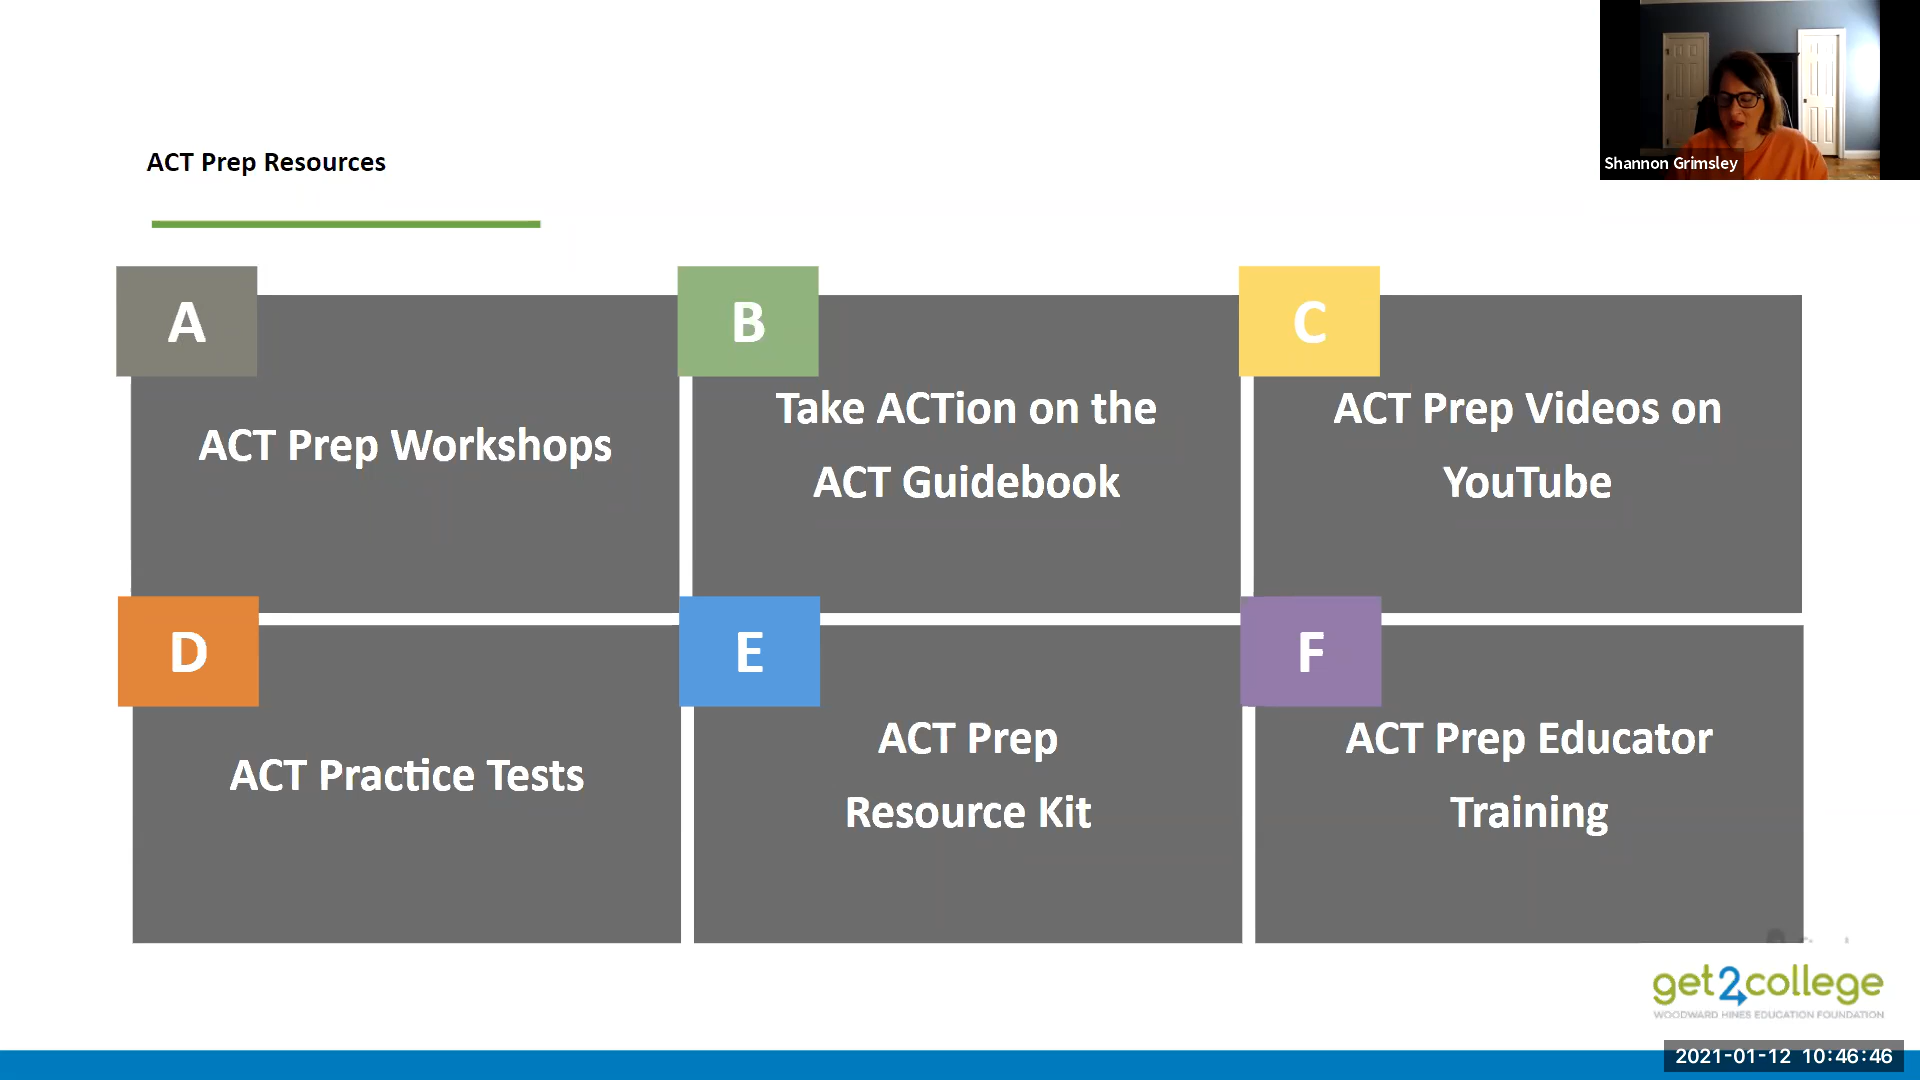 Shannon Grimsley
ACT Prep Resources
A
B
C
ACT Prep Workshops
Take ACTion on the
ACT Guidebook
ACT Prep Videos on
YouTube
D
E
F
ACT Practice Tests
ACT Prep
Resource Kit
ACT Prep Educator
Training
get2college
WOODWARD HINES EDUCATION FOUNDATION
2021-01-12 10:46:46